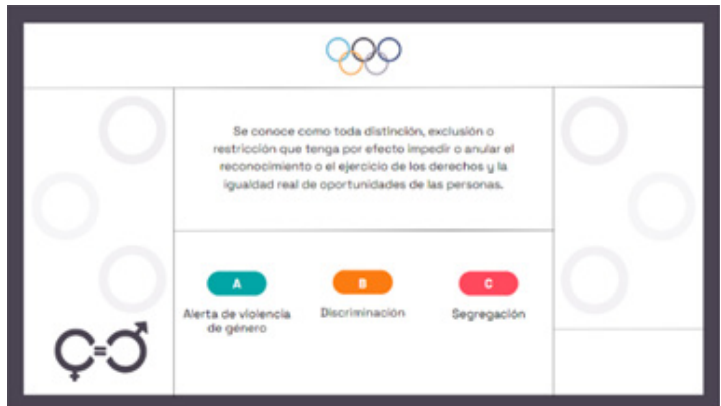 Se conoce como toda distinción, exclusión o
restricción que tenga por efecto impedir o anular el
reconocimiento o el ejercicio de los derechos y la
igualdad real de oportunidades de las personas.
A
B
C
Alerta de violencia
de género
Discriminación
Segregación